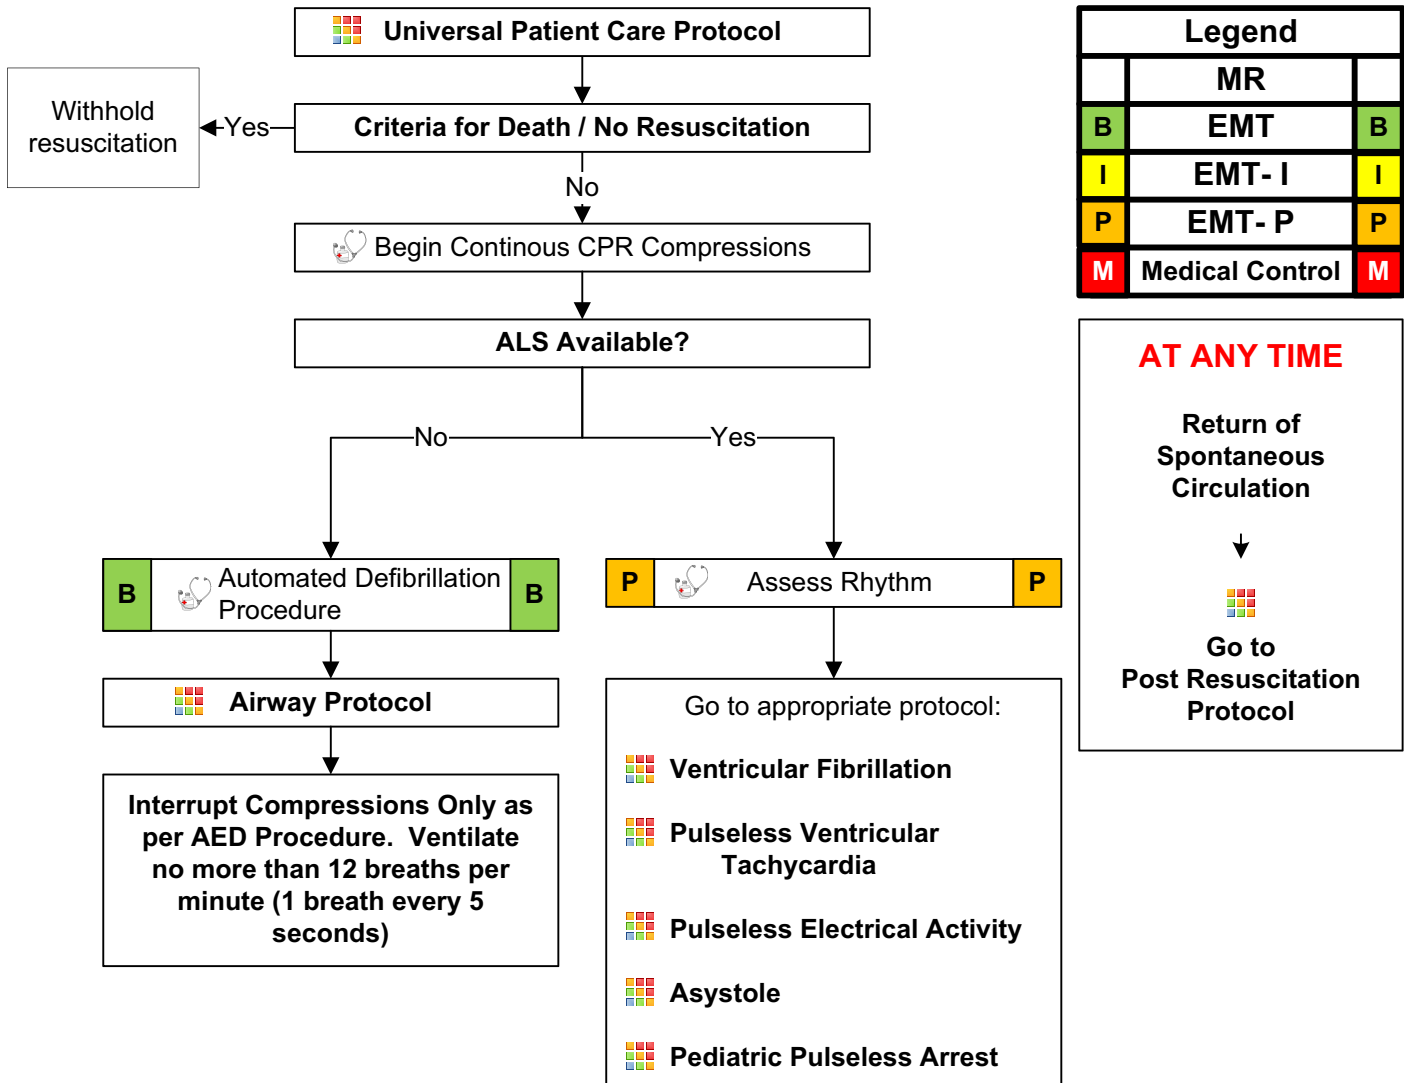 Universal Patient Care Protocol
Withhold
resuscitation
Yes
Criteria for Death / No Resuscitation
No
Begin Continous CPR Compressions
ALS Available?
No
Yes
B
Automated Defibrillation
Procedure
B
P
Assess Rhythm
P
Airway Protocol
Interrupt Compressions Only as
per AED Procedure.  Ventilate
no more than 12 breaths per
minute (1 breath every 5
seconds)
Go to appropriate protocol:
Ventricular Fibrillation
Pulseless Ventricular
Tachycardia
Pulseless Electrical Activity
Asystole
Pediatric Pulseless Arrest
Legend
MR
B EMT B
I EMT- I I
P EMT- P P
M Medical Control M
AT ANY TIME
Return of
Spontaneous
Circulation
Go to
Post Resuscitation
Protocol